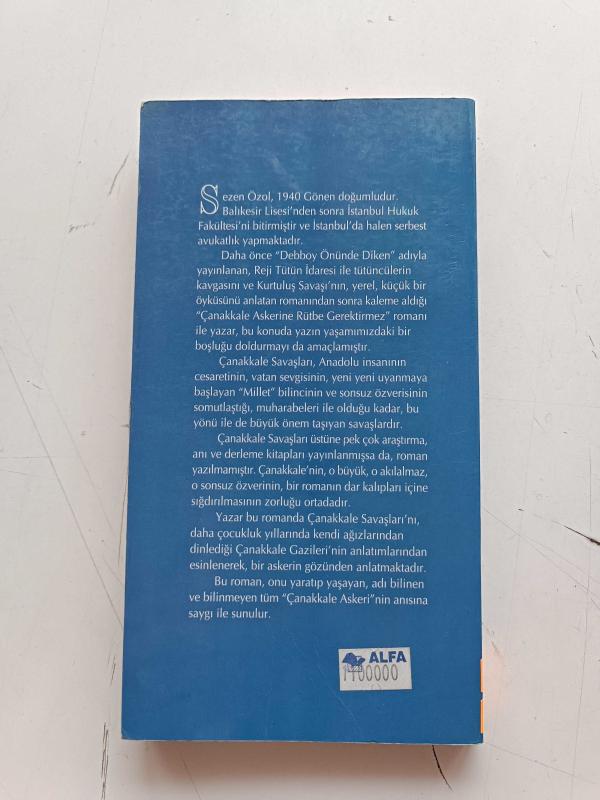 Sezen Özol, 1940 Gönen doğumludur.
Balıkesir Lisesi'nden sonra İstanbul Hukuk
Fakültesi'ni bitirmiştir ve İstanbul'da halen serbest
avukatlık yapmaktadır.
Daha önce "Debboy Önünde Diken" adıyla
yayınlanan, Reji Tütün İdaresi ile tütüncülerin
kavgasını ve Kurtuluş Savaşı'nın, yerel, küçük bir
öyküsünü anlatan romanından sonra kaleme aldığı
"Çanakkale Askerine Rütbe Gerektirmez" romanı
ile yazar, bu konuda yazın yaşamımızdaki bir
boşluğu doldurmayı da amaçlamıştır.
Çanakkale Savaşları, Anadolu insanının
cesaretinin, vatan sevgisinin, yeni yeni uyanmaya
başlayan "Millet" bilincinin ve sonsuz özverisinin
somutlaştığı, muharabeleri ile olduğu kadar, bu
yönü ile de büyük önem taşıyan savaşlardır.
Çanakkale Savaşları üstüne pek çok araştırma,
anı ve derleme kitapları yayınlanmışsa da, roman
yazılmamıştır. Çanakkale'nin, o büyük, o akılalmaz,
o sonsuz özverinin, bir romanın dar kalıpları içine
sığdırılmasının zorluğu ortadadır.
Yazar bu romanda Çanakkale Savaşları'nı,
daha çocukluk yıllarında kendi ağızlarından
dinlediği Çanakkale Gazileri'nin anlatımlarından
esinlenerek, bir askerin gözünden anlatmaktadır.
Bu roman, onu yaratıp yaşayan, adı bilinen
ve bilinmeyen tüm "Çanakkale Askeri"nin anısına
saygı ile sunulur.
ALFA
1100000